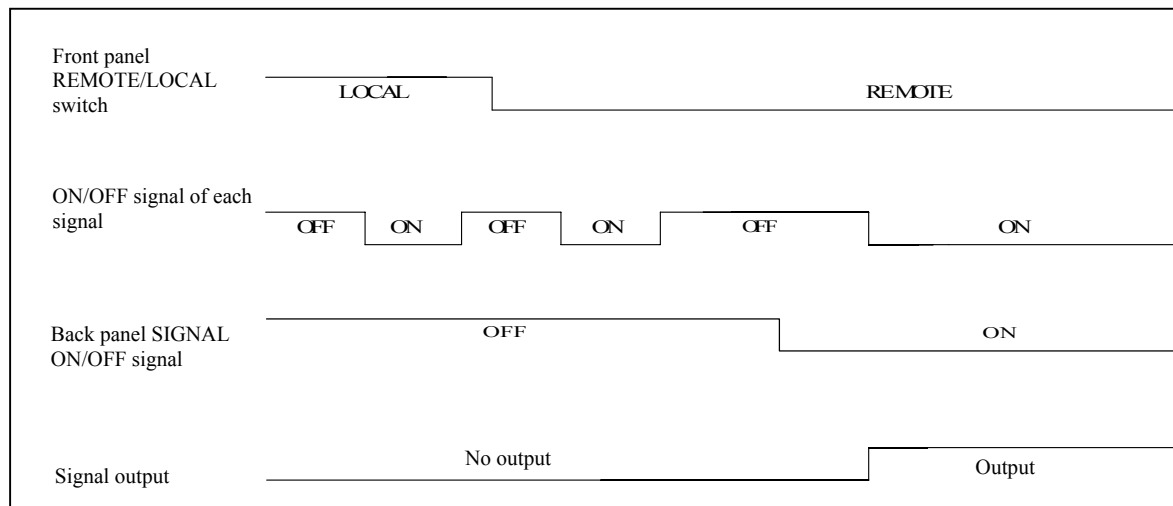 Front panel
REMOTE/LOCAL
switch
LOCAL
REMOTE
ON/OFF signal of each
signal
OFF ON OFF ON OFF ON
Back panel SIGNAL
ON/OFF signal
OFF
ON
Signal output
No output
Output